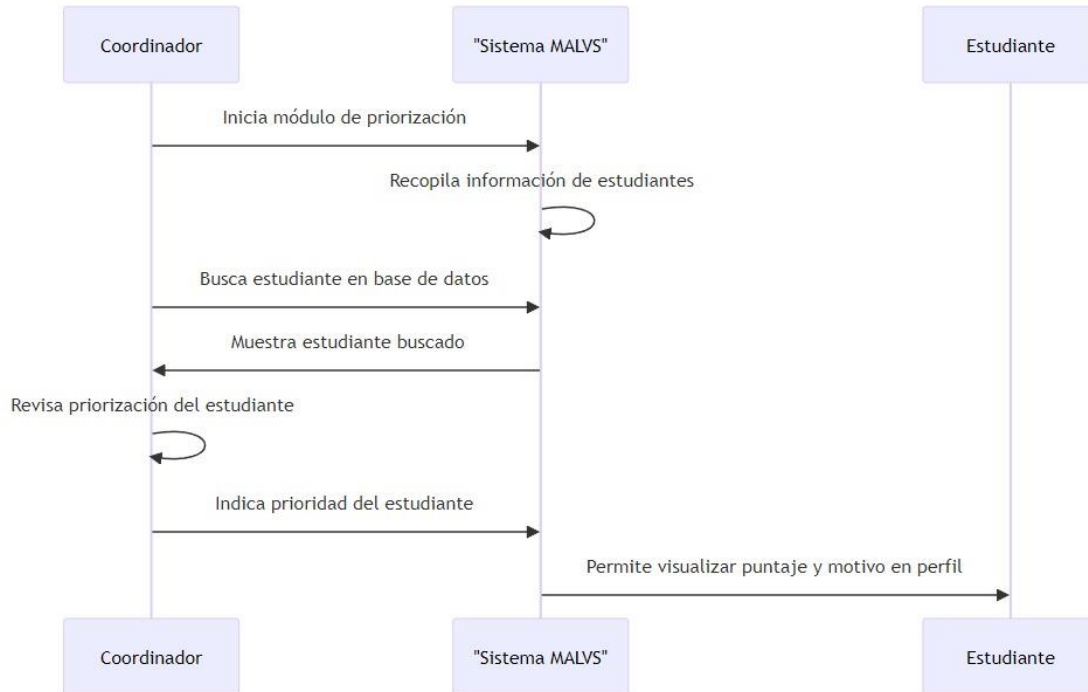 Coordinador
"Sistema MALVS"
Estudiante
Inicia módulo de priorización
Recopila información de estudiantes
Busca estudiante en base de datos
Muestra estudiante buscado
Revisa priorización del estudiante
Indica prioridad del estudiante
Permite visualizar puntaje y motivo en perfil
Coordinador
"Sistema MALVS"
Estudiante